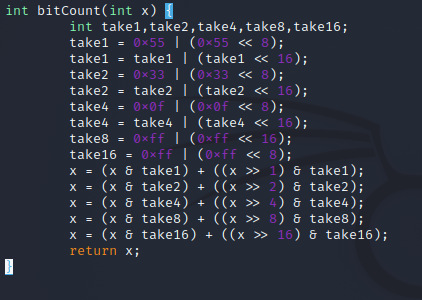 int bitCount(int x) {
        int take1,take2,take4,take8,take16;
        take1 = 0×55 | (0×55 << 8);
        take1 = take1 | (take1 << 16);
        take2 = 0×33 | (0×33 << 8);
        take2 = take2 | (take2 << 16);
        take4 = 0×0f | (0×0f << 8);
        take4 = take4 | (take4 << 16);
        take8 = 0×ff | (0×ff << 16);
        take16 = 0×ff | (0×ff << 8);
        x = (x & take1) + ((x >> 1) & take1);
        x = (x & take2) + ((x >> 2) & take2);
        x = (x & take4) + ((x >> 4) & take4);
        x = (x & take8) + ((x >> 8) & take8);
        x = (x & take16) + ((x >> 16) & take16);
        return x;
}